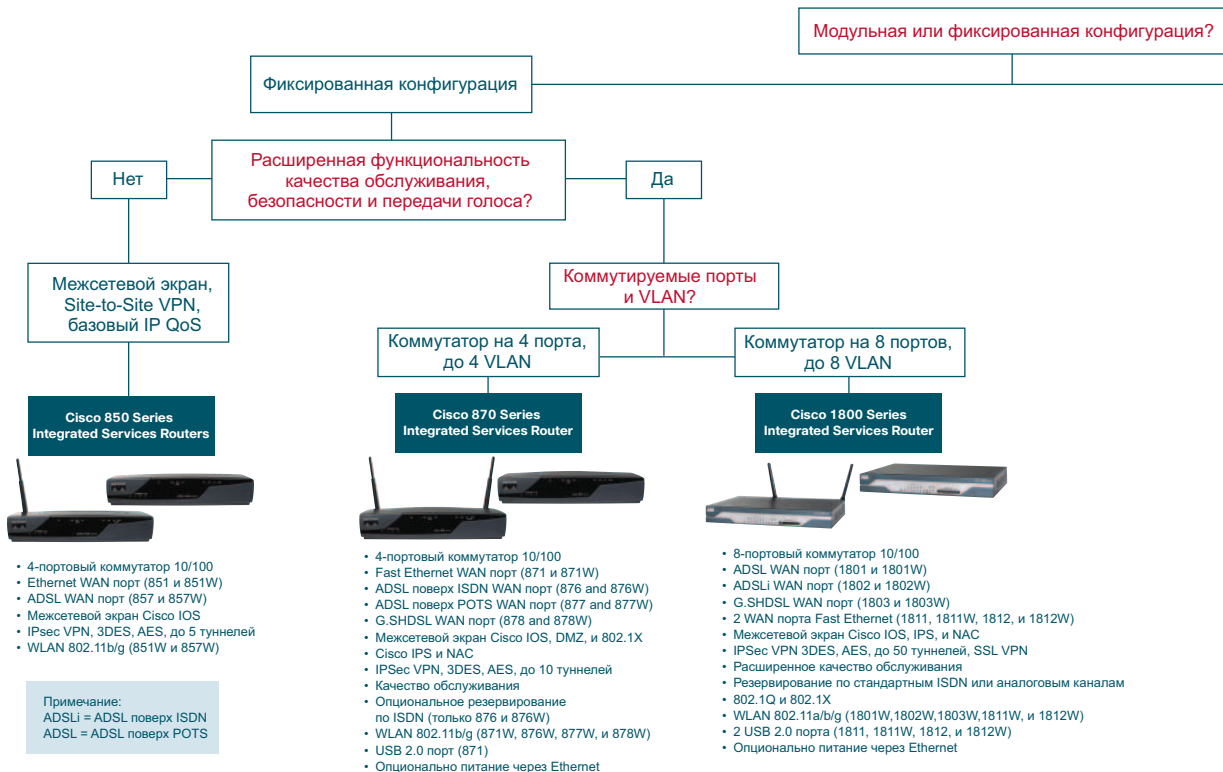 Модульная или фиксированная конфигурация?
Фиксированная конфигурация
Расширенная функциональность
качества обслуживания,
безопасности и передачи голоса?
Нет
Да
Межсетевой экран,
Site-to-Site VPN,
базовый IP QoS
Коммутируемые порты
и VLAN?
Коммутатор на 4 порта,
до 4 VLAN
Коммутатор на 8 портов,
до 8 VLAN
Cisco 850 Series
Integrated Services Routers
Cisco 870 Series
Integrated Services Router
Cisco 1800 Series
Integrated Services Router
• 4-портовый коммутатор 10/100
• Ethernet WAN порт (851 и 851W)
• ADSL WAN порт (857 и 857W)
• Межсетевой экран Cisco IOS
• IPsec VPN, 3DES, AES, до 5 туннелей
• WLAN 802.11b/g (851W и 857W)
Примечание:
ADSLi = ADSL поверх ISDN
ADSL = ADSL поверх POTS
• 4-портовый коммутатор 10/100
• Fast Ethernet WAN порт (871 и 871W)
• ADSL поверх ISDN WAN порт (876 and 876W)
• ADSL поверх POTS WAN порт (877 and 877W)
• G.SHDSL WAN порт (878 and 878W)
• Межсетевой экран Cisco IOS, DMZ, и 802.1X
• Cisco IPS и NAC
• IPSec VPN, 3DES, AES, до 10 туннелей
• Качество обслуживания
• Опциональное резервирование
по ISDN (только 876 и 876W)
• WLAN 802.11b/g (871W, 876W, 877W, и 878W)
• USB 2.0 порт (871)
• Опционально питание через Ethernet
• 8-портовый коммутатор 10/100
• ADSL WAN порт (1801 и 1801W)
• ADSLi WAN порт (1802 и 1802W)
• G.SHDSL WAN порт (1803 и 1803W)
• 2 WAN порта Fast Ethernet (1811, 1811W, 1812, и 1812W)
• Межсетевой экран Cisco IOS, IPS, и NAC
• IPSec VPN 3DES, AES, до 50 туннелей, SSL VPN
• Расширенное качество обслуживания
• Резервирование по стандартным ISDN или аналоговым каналам
• 802.1Q и 802.1X
• WLAN 802.11a/b/g (1801W,1802W,1803W,1811W, и 1812W)
• 2 USB 2.0 порта (1811, 1811W, 1812, и 1812W)
• Опционально питание через Ethernet